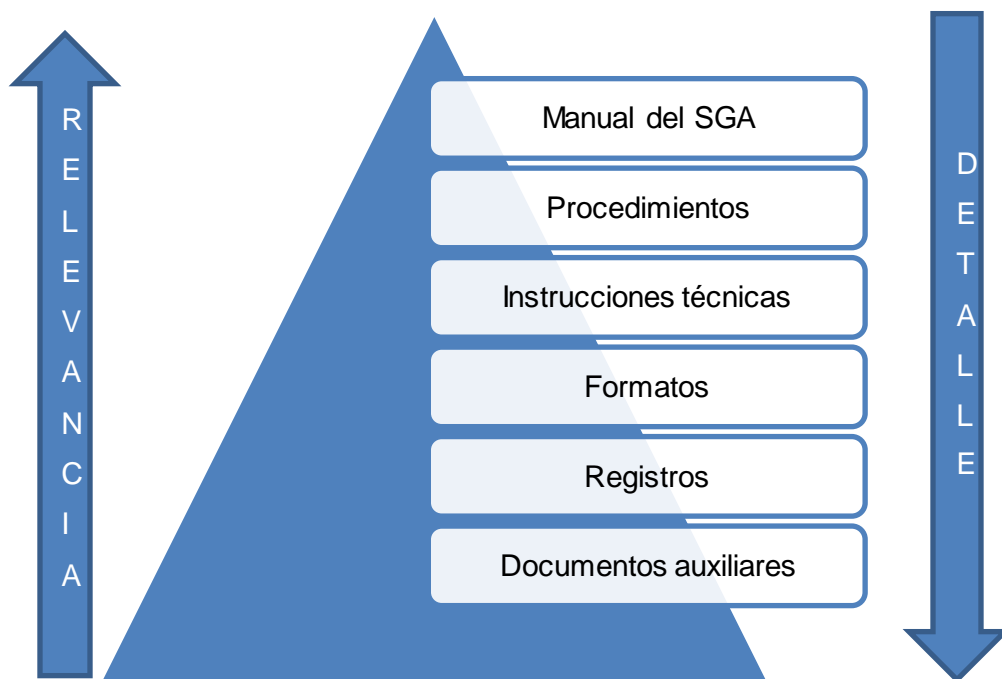 RELEVANCIA
Manual del SGA
Procedimientos
Instrucciones técnicas
Formatos
Registros
Documentos auxiliares
DETALLE